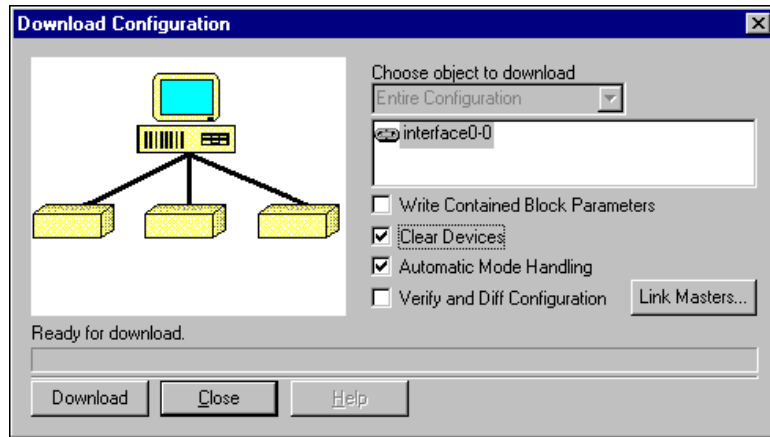 Download Configuration
Choose object to download
Entire Configuration
interface0-0
Write Contained Block Parameters
Clear Devices
Automatic Mode Handling
Verify and Diff Configuration
Link Masters...
Ready for download.
Download
Close
Help